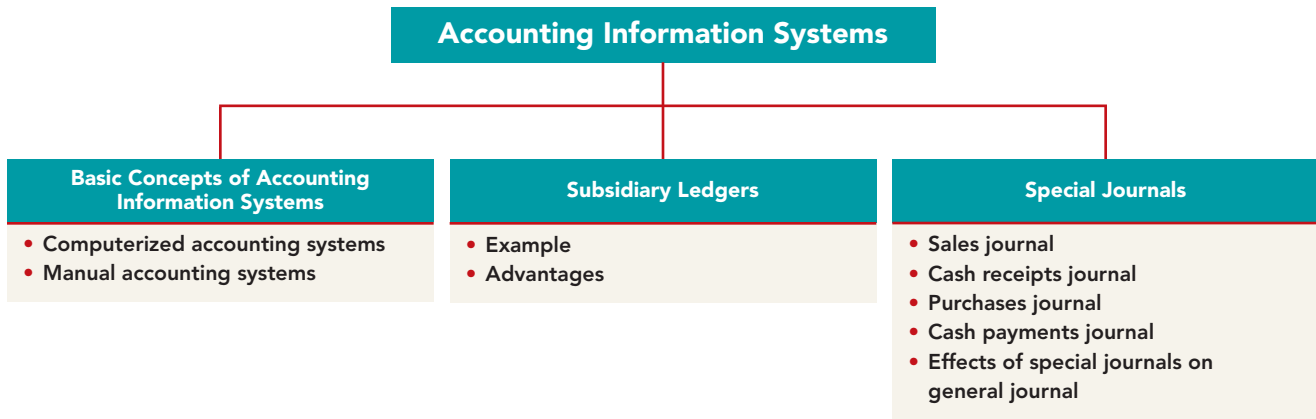 Accounting Information Systems
Basic Concepts of Accounting
Information Systems
• Computerized accounting systems
• Manual accounting systems
Subsidiary Ledgers
• Example
• Advantages
Special Journals
• Sales journal
• Cash receipts journal
• Purchases journal
• Cash payments journal
• Effects of special journals on
general journal